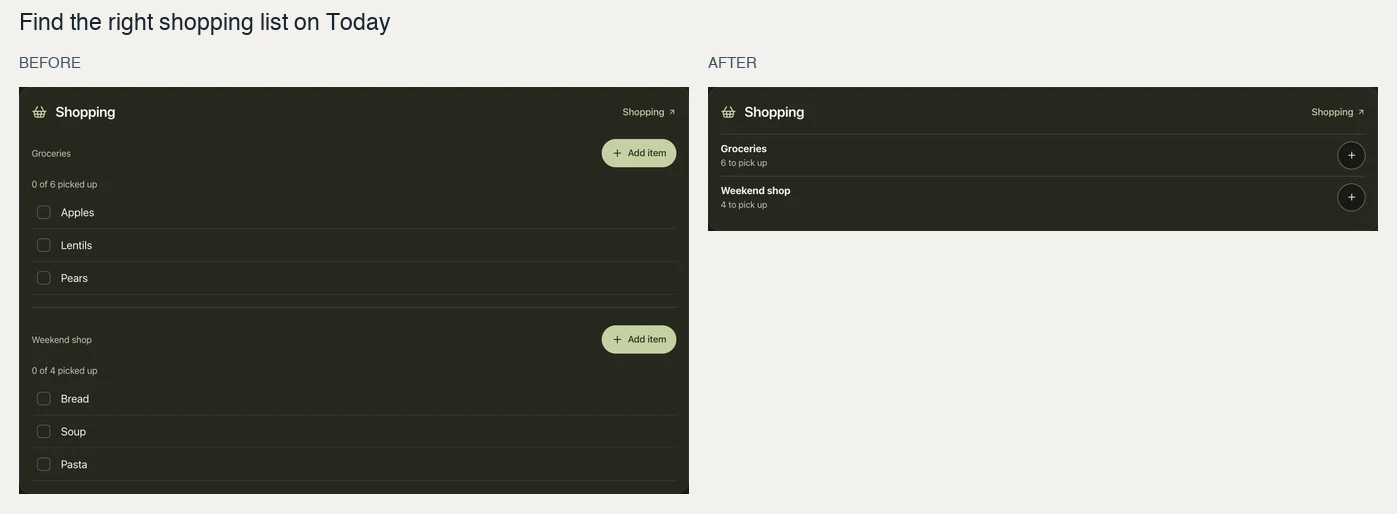 Find the right shopping list on Today
BEFORE
Shopping
Shopping ↗
Groceries
+ Add item
0 of 6 picked up
Apples
Lentils
Pears
Weekend shop
+ Add item
0 of 4 picked up
Bread
Soup
Pasta
AFTER
Shopping
Shopping ↗
Groceries
6 to pick up
+
Weekend shop
4 to pick up
+